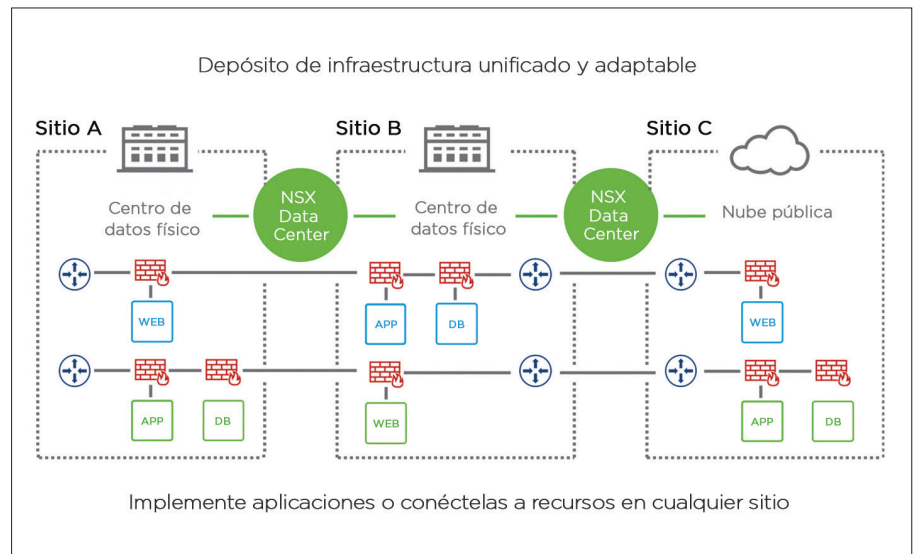 Depósito de infraestructura unificado y adaptable
Sitio A
Sitio B
Sitio C
Centro de
datos físico
NSX
Data
Center
Centro de
datos físico
NSX
Data
Center
Nube pública
WEB
APP
DB
WEB
APP
DB
WEB
APP
DB
Implemente aplicaciones o conéctelas a recursos en cualquier sitio